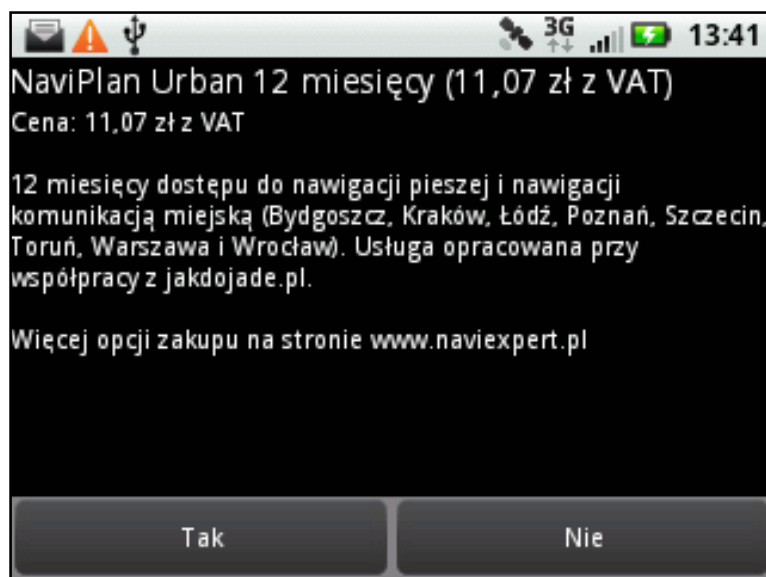 3G 13:41
NaviPlan Urban 12 miesięcy (11,07 zł z VAT)
Cena: 11,07 zł z VAT
12 miesięcy dostępu do nawigacji pieszej i nawigacji
komunikacją miejską (Bydgoszcz, Kraków, Łódź, Poznań, Szczecin,
Toruń, Warszawa i Wrocław). Usługa opracowana przy
współpracy z jakdojade.pl.
Więcej opcji zakupu na stronie www.naviexpert.pl
Tak Nie